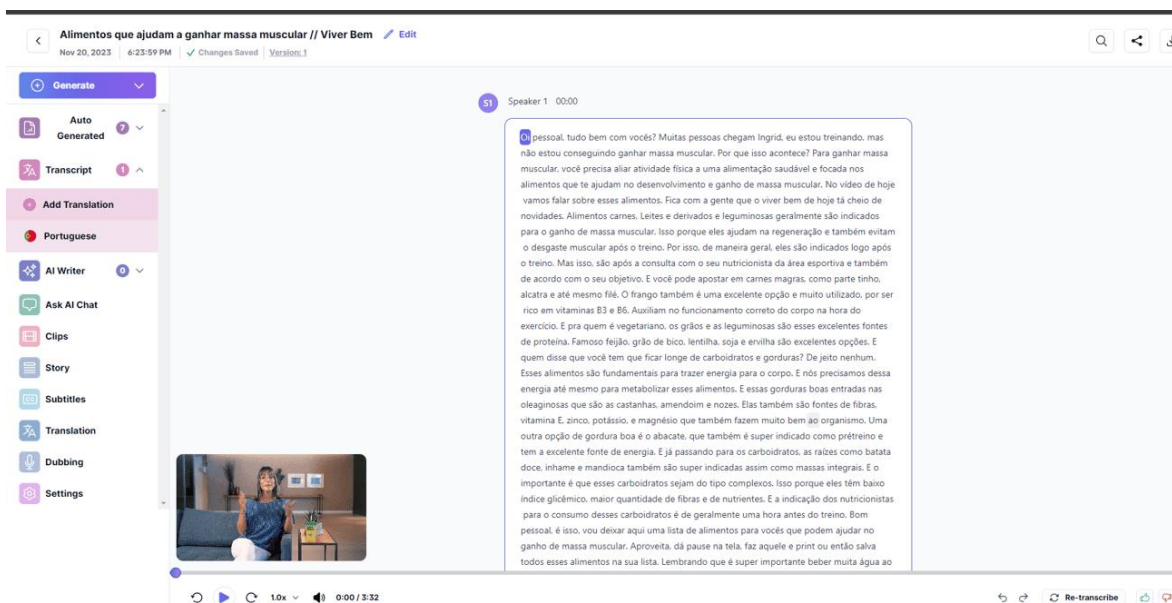 Alimentos que ajudam a ganhar massa muscular // Viver Bem Edit
Nov 20, 2023 6:23:59 PM Changes Saved Version: 1
Generate
Auto Generated 7
Transcript 1
Add Translation
Portuguese
AI Writer 0
Ask AI Chat
Clips
Story
Subtitles
Translation
Dubbing
Settings
S1 Speaker 1 00:00
Oi pessoal, tudo bem com vocês? Muitas pessoas chegam Ingrid, eu estou treinando, mas
não estou conseguindo ganhar massa muscular. Por que isso acontece? Para ganhar massa
muscular, você precisa aliar atividade física a uma alimentação saudável e focada nos
alimentos que te ajudam no desenvolvimento e ganho de massa muscular. No vídeo de hoje
vamos falar sobre esses alimentos. Fica com a gente que o viver bem de hoje tá cheio de
novidades. Alimentos carnes, Leites e derivados e leguminosas geralmente são indicados
para o ganho de massa muscular. Isso porque eles ajudam na regeneração e também evitam
o desgaste muscular após o treino. Por isso, de maneira geral, eles são indicados logo após
o treino. Mas isso, são após a consulta com o seu nutricionista da área esportiva e também
de acordo com o seu objetivo. E você pode apostar em carnes magras, como parte tinho,
alcatra e até mesmo filé. O frango também é uma excelente opção e muito utilizado, por ser
rico em vitaminas B3 e B6. Auxiliam no funcionamento correto do corpo na hora do
exercício. E pra quem é vegetariano, os grãos e as leguminosas são esses excelentes fontes
de proteína. Famoso feijão, grão de bico, lentilha, soja e ervilha são excelentes opções. E
quem disse que você tem que ficar longe de carboidratos e gorduras? De jeito nenhum.
Esses alimentos são fundamentais para trazer energia para o corpo. E nós precisamos dessa
energia até mesmo para metabolizar esses alimentos. E essas gorduras boas entradas nas
oleaginosas que são as castanhas, amendoim e nozes. Elas também são fontes de fibras,
vitamina E, zinco, potássio, e magnésio que também fazem muito bem ao organismo. Uma
outra opção de gordura boa é o abacate, que também é super indicado como prétreino e
tem a excelente fonte de energia. E já passando para os carboidratos, as raízes como batata
doce, inhame e mandioca também são super indicadas assim como massas integrais. E o
importante é que esses carboidratos sejam do tipo complexos. Isso porque eles têm baixo
índice glicêmico, maior quantidade de fibras e de nutrientes. E a indicação dos nutricionistas
para o consumo desses carboidratos é de geralmente uma hora antes do treino. Bom
pessoal, é isso, vou deixar aqui uma lista de alimentos para vocês que podem ajudar no
ganho de massa muscular. Aproveita, dá pause na tela, faz aquele e print ou então salva
todos esses alimentos na sua lista. Lembrando que é super importante beber muita água ao
1.0x 0:00 / 3:32 Re-transcribe